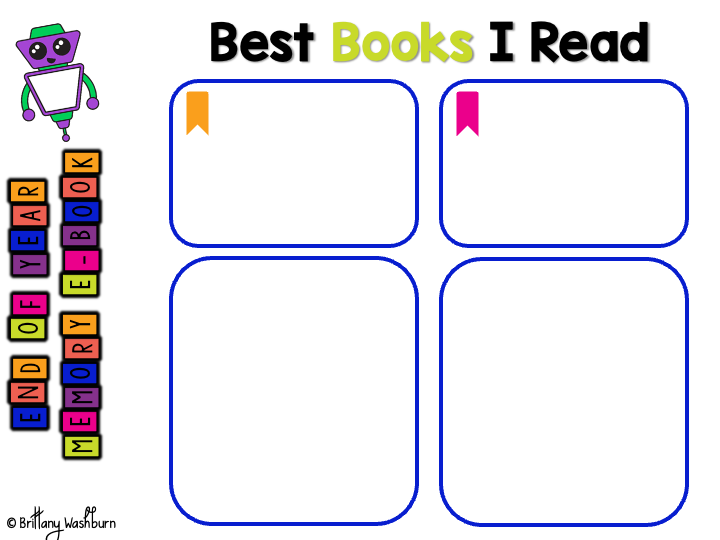 Best Books I Read
END OF YEAR
MEMORY E-BOOK
© Brittany Washburn